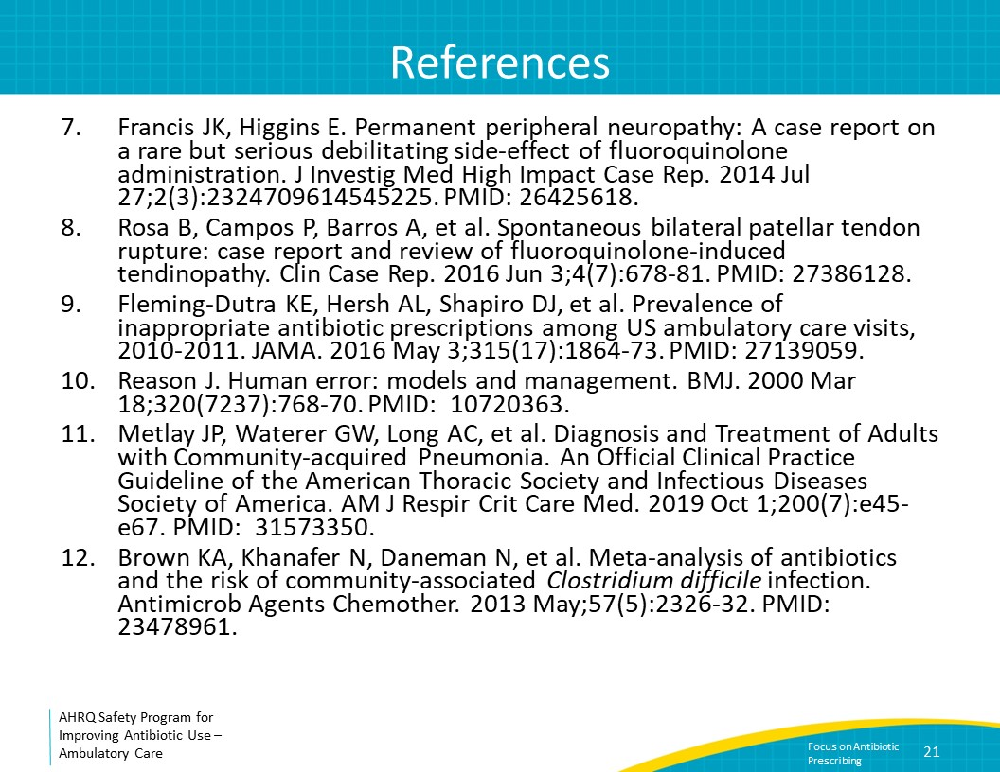 References
7. Francis JK, Higgins E. Permanent peripheral neuropathy: A case report on
a rare but serious debilitating side-effect of fluoroquinolone
administration. J Investig Med High Impact Case Rep. 2014 Jul
27;2(3):2324709614545225. PMID: 26425618.
8. Rosa B, Campos P, Barros A, et al. Spontaneous bilateral patellar tendon
rupture: case report and review of fluoroquinolone-induced
tendinopathy. Clin Case Rep. 2016 Jun 3;4(7):678-81. PMID: 27386128.
9. Fleming-Dutra KE, Hersh AL, Shapiro DJ, et al. Prevalence of
inappropriate antibiotic prescriptions among US ambulatory care visits,
2010-2011. JAMA. 2016 May 3;315(17):1864-73. PMID: 27139059.
10. Reason J. Human error: models and management. BMJ. 2000 Mar
18;320(7237):768-70. PMID: 10720363.
11. Metlay JP, Waterer GW, Long AC, et al. Diagnosis and Treatment of Adults
with Community-acquired Pneumonia. An Official Clinical Practice
Guideline of the American Thoracic Society and Infectious Diseases
Society of America. AM J Respir Crit Care Med. 2019 Oct 1;200(7):e45-
e67. PMID: 31573350.
12. Brown KA, Khanafer N, Daneman N, et al. Meta-analysis of antibiotics
and the risk of community-associated Clostridium difficile infection.
Antimicrob Agents Chemother. 2013 May;57(5):2326-32. PMID:
23478961.
AHRQ Safety Program for
Improving Antibiotic Use –
Ambulatory Care
Focus on Antibiotic
Prescribing
21